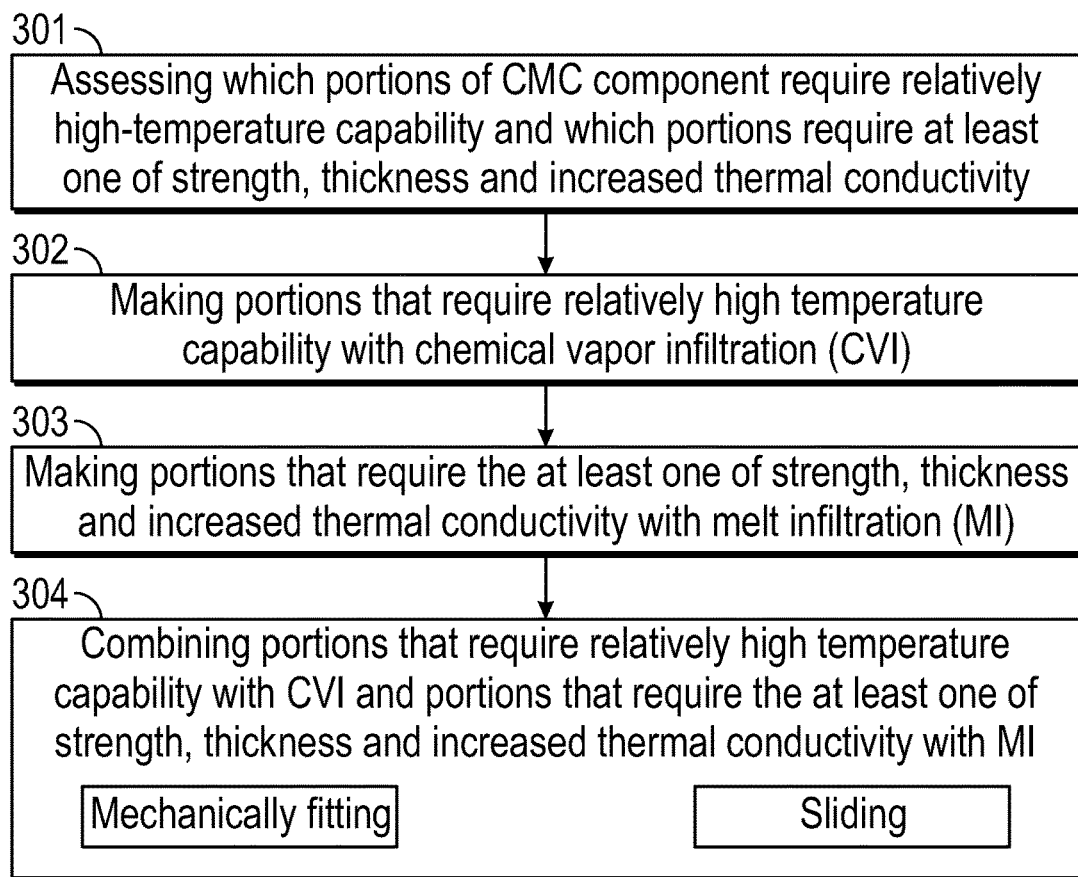 301
Assessing which portions of CMC component require relatively
high-temperature capability and which portions require at least
one of strength, thickness and increased thermal conductivity
302
Making portions that require relatively high temperature
capability with chemical vapor infiltration (CVI)
303
Making portions that require the at least one of strength, thickness
and increased thermal conductivity with melt infiltration (MI)
304
Combining portions that require relatively high temperature
capability with CVI and portions that require the at least one of
strength, thickness and increased thermal conductivity with MI
Mechanically fitting
Sliding